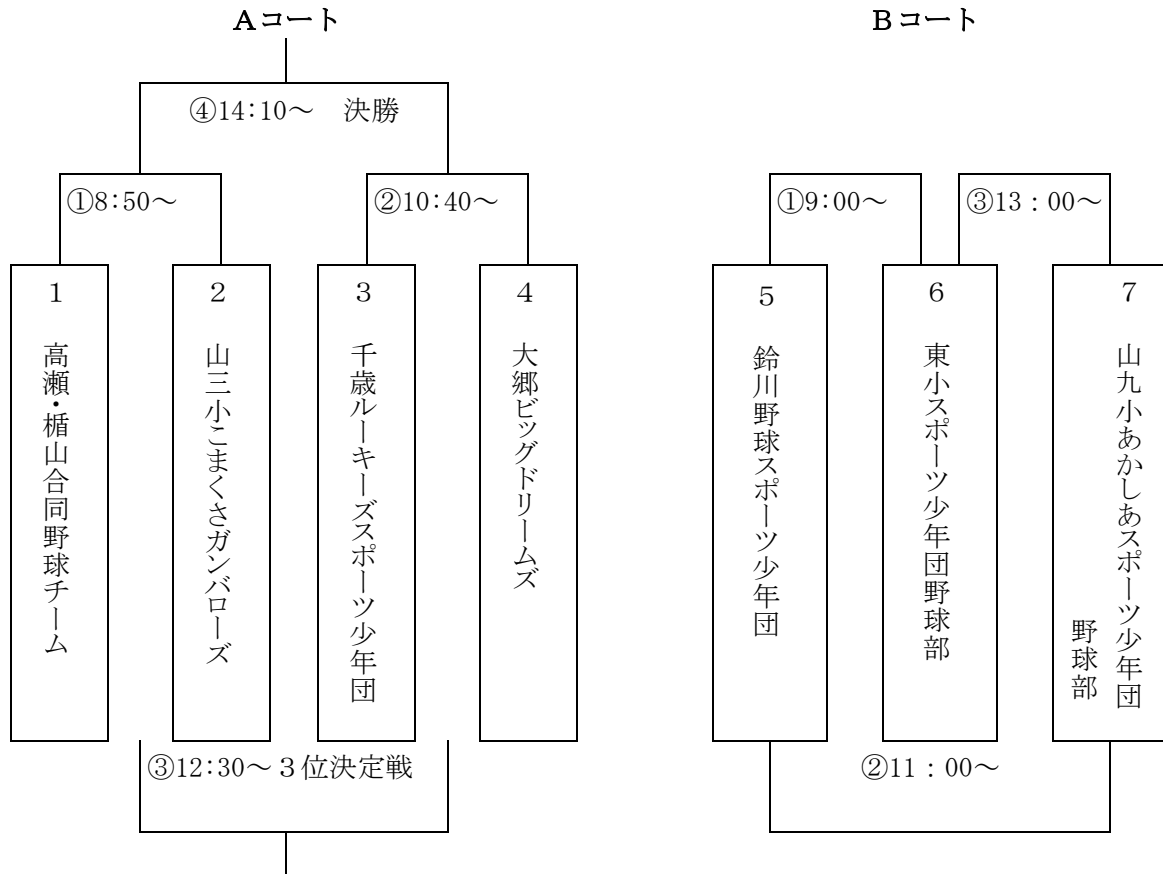 Aコート
Bコート
④14:10～　決勝
①8:50～
②10:40～
①9:00～
③13：00～
1
高瀬・楯山合同野球チーム
2
山三小こまくさガンバローズ
3
千歳ルーキーズスポーツ少年団
4
大郷ビッグドリームズ
5
鈴川野球スポーツ少年団
6
東小スポーツ少年団野球部
7
山九小あかしあスポーツ少年団
野球部
③12:30～３位決定戦
②11：00～